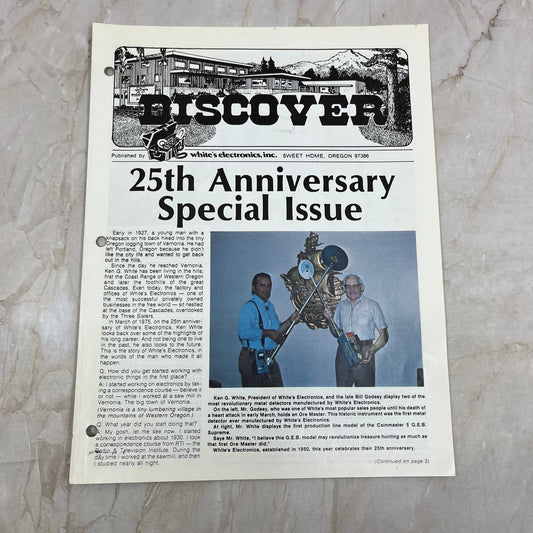 DISCOVER
Published by white's electronics, inc. SWEET HOME, OREGON 97386
25th Anniversary
Special Issue
Early in 1927, a young man with a
knapsack on his back hiked into the tiny
Oregon logging town of Vernonia. He had
left Portland, Oregon because he didn't
like the city life and wanted to get back
out in the hills.
Since the day he reached Vernonia,
Ken G. White has been living in the hills;
first the Coast Range of Western Oregon
and later the foothills of the great
Cascades. Even today, the factory and
offices of White's Electronics — one of
the most successful privately owned
businesses in the free world — sit nestled
at the base of the Cascades, overlooked
by the Three Sisters.
In March of 1975, on the 25th anniver-
sary of White's Electronics, Ken White
looks back over some of the highlights of
his long career. And not being one to live
in the past, he also looks to the future.
This is the story of White's Electronics, in
the words of the man who made it all
happen.
Q: How did you get started working with
electronic things in the first place?
A: I started working on electronics by tak-
ing a correspondence course — believe it
or not — while I worked at a saw mill in
Vernonia. The big town of Vernonia.
(Vernonia is a tiny lumbering village in
the mountains of Western Oregon.)
Q: What year did you start doing that?
A: My gosh, let me see now. I started
working in electronics about 1930. I took
a correspondence course from RTI — the
Radio & Television Institute. During the
day time I worked at the sawmill, and then
I studied nearly all night.
Ken G. White, President of White's Electronics, and the late Bill Godsey display two of the
most revolutionary metal detectors manufactured by White's Electronics.
On the left, Mr. Godsey, who was one of White's most popular sales people until his death of
a heart attack in early March, holds an Ore Master. This historic instrument was the first metal
detector ever manufactured by White's Electronics.
At right, Mr. White displays the first production line model of the Coinmaster 5 G.E.B.
Supreme.
Says Mr. White, "I believe this G.E.B. model may revolutionize treasure hunting as much as
that first Ore Master did."
White's Electronics, established in 1950, this year celebrates their 25th anniversary.
(Continued on page 2)